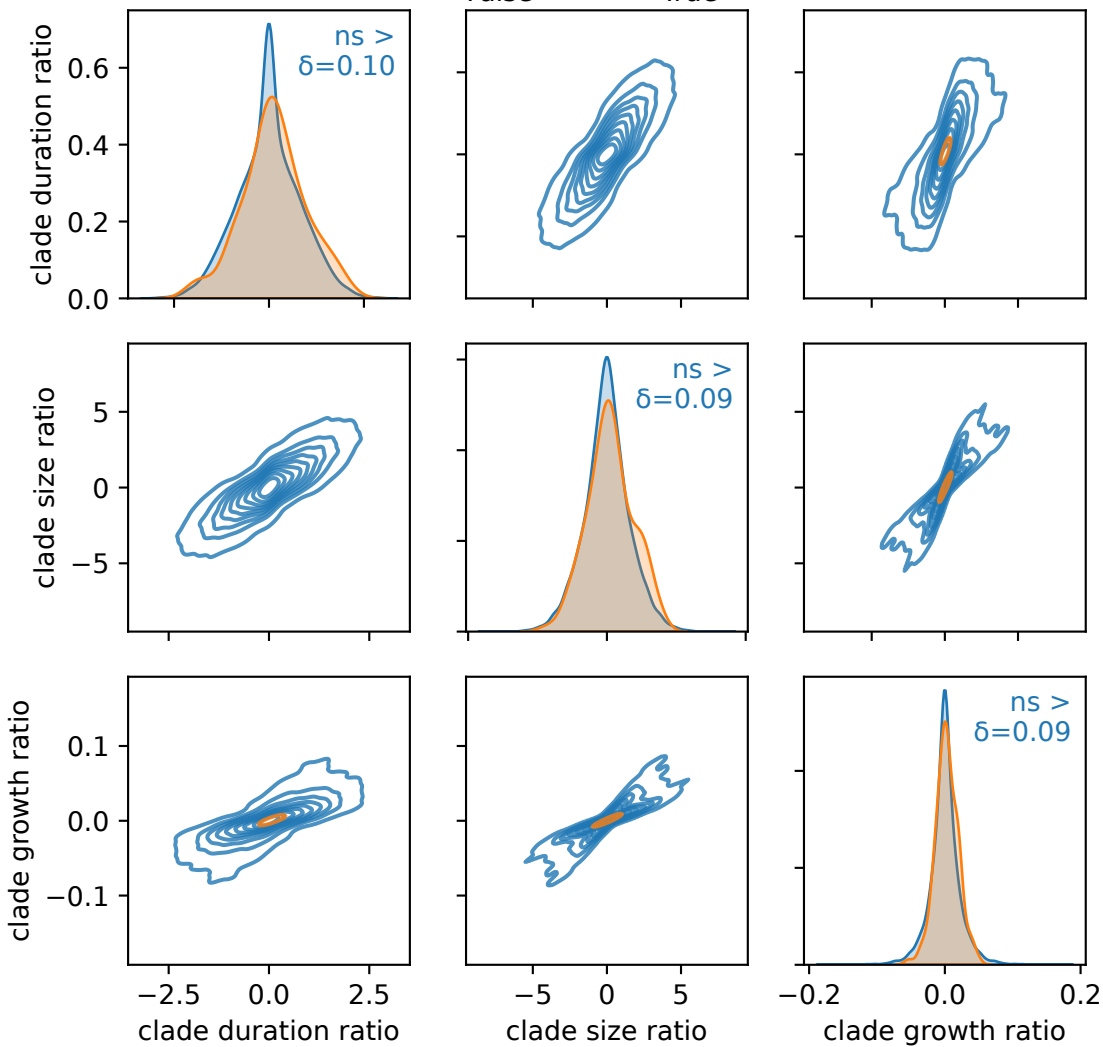 clade duration ratio
0.6
0.4
0.2
0.0
ns >
δ=0.10
clade size ratio
5
0
−5
ns >
δ=0.09
clade growth ratio
0.1
0.0
−0.1
ns >
δ=0.09
−2.5 0.0 2.5
−5 0 5
−0.2 0.0 0.2
clade duration ratio
clade size ratio
clade growth ratio